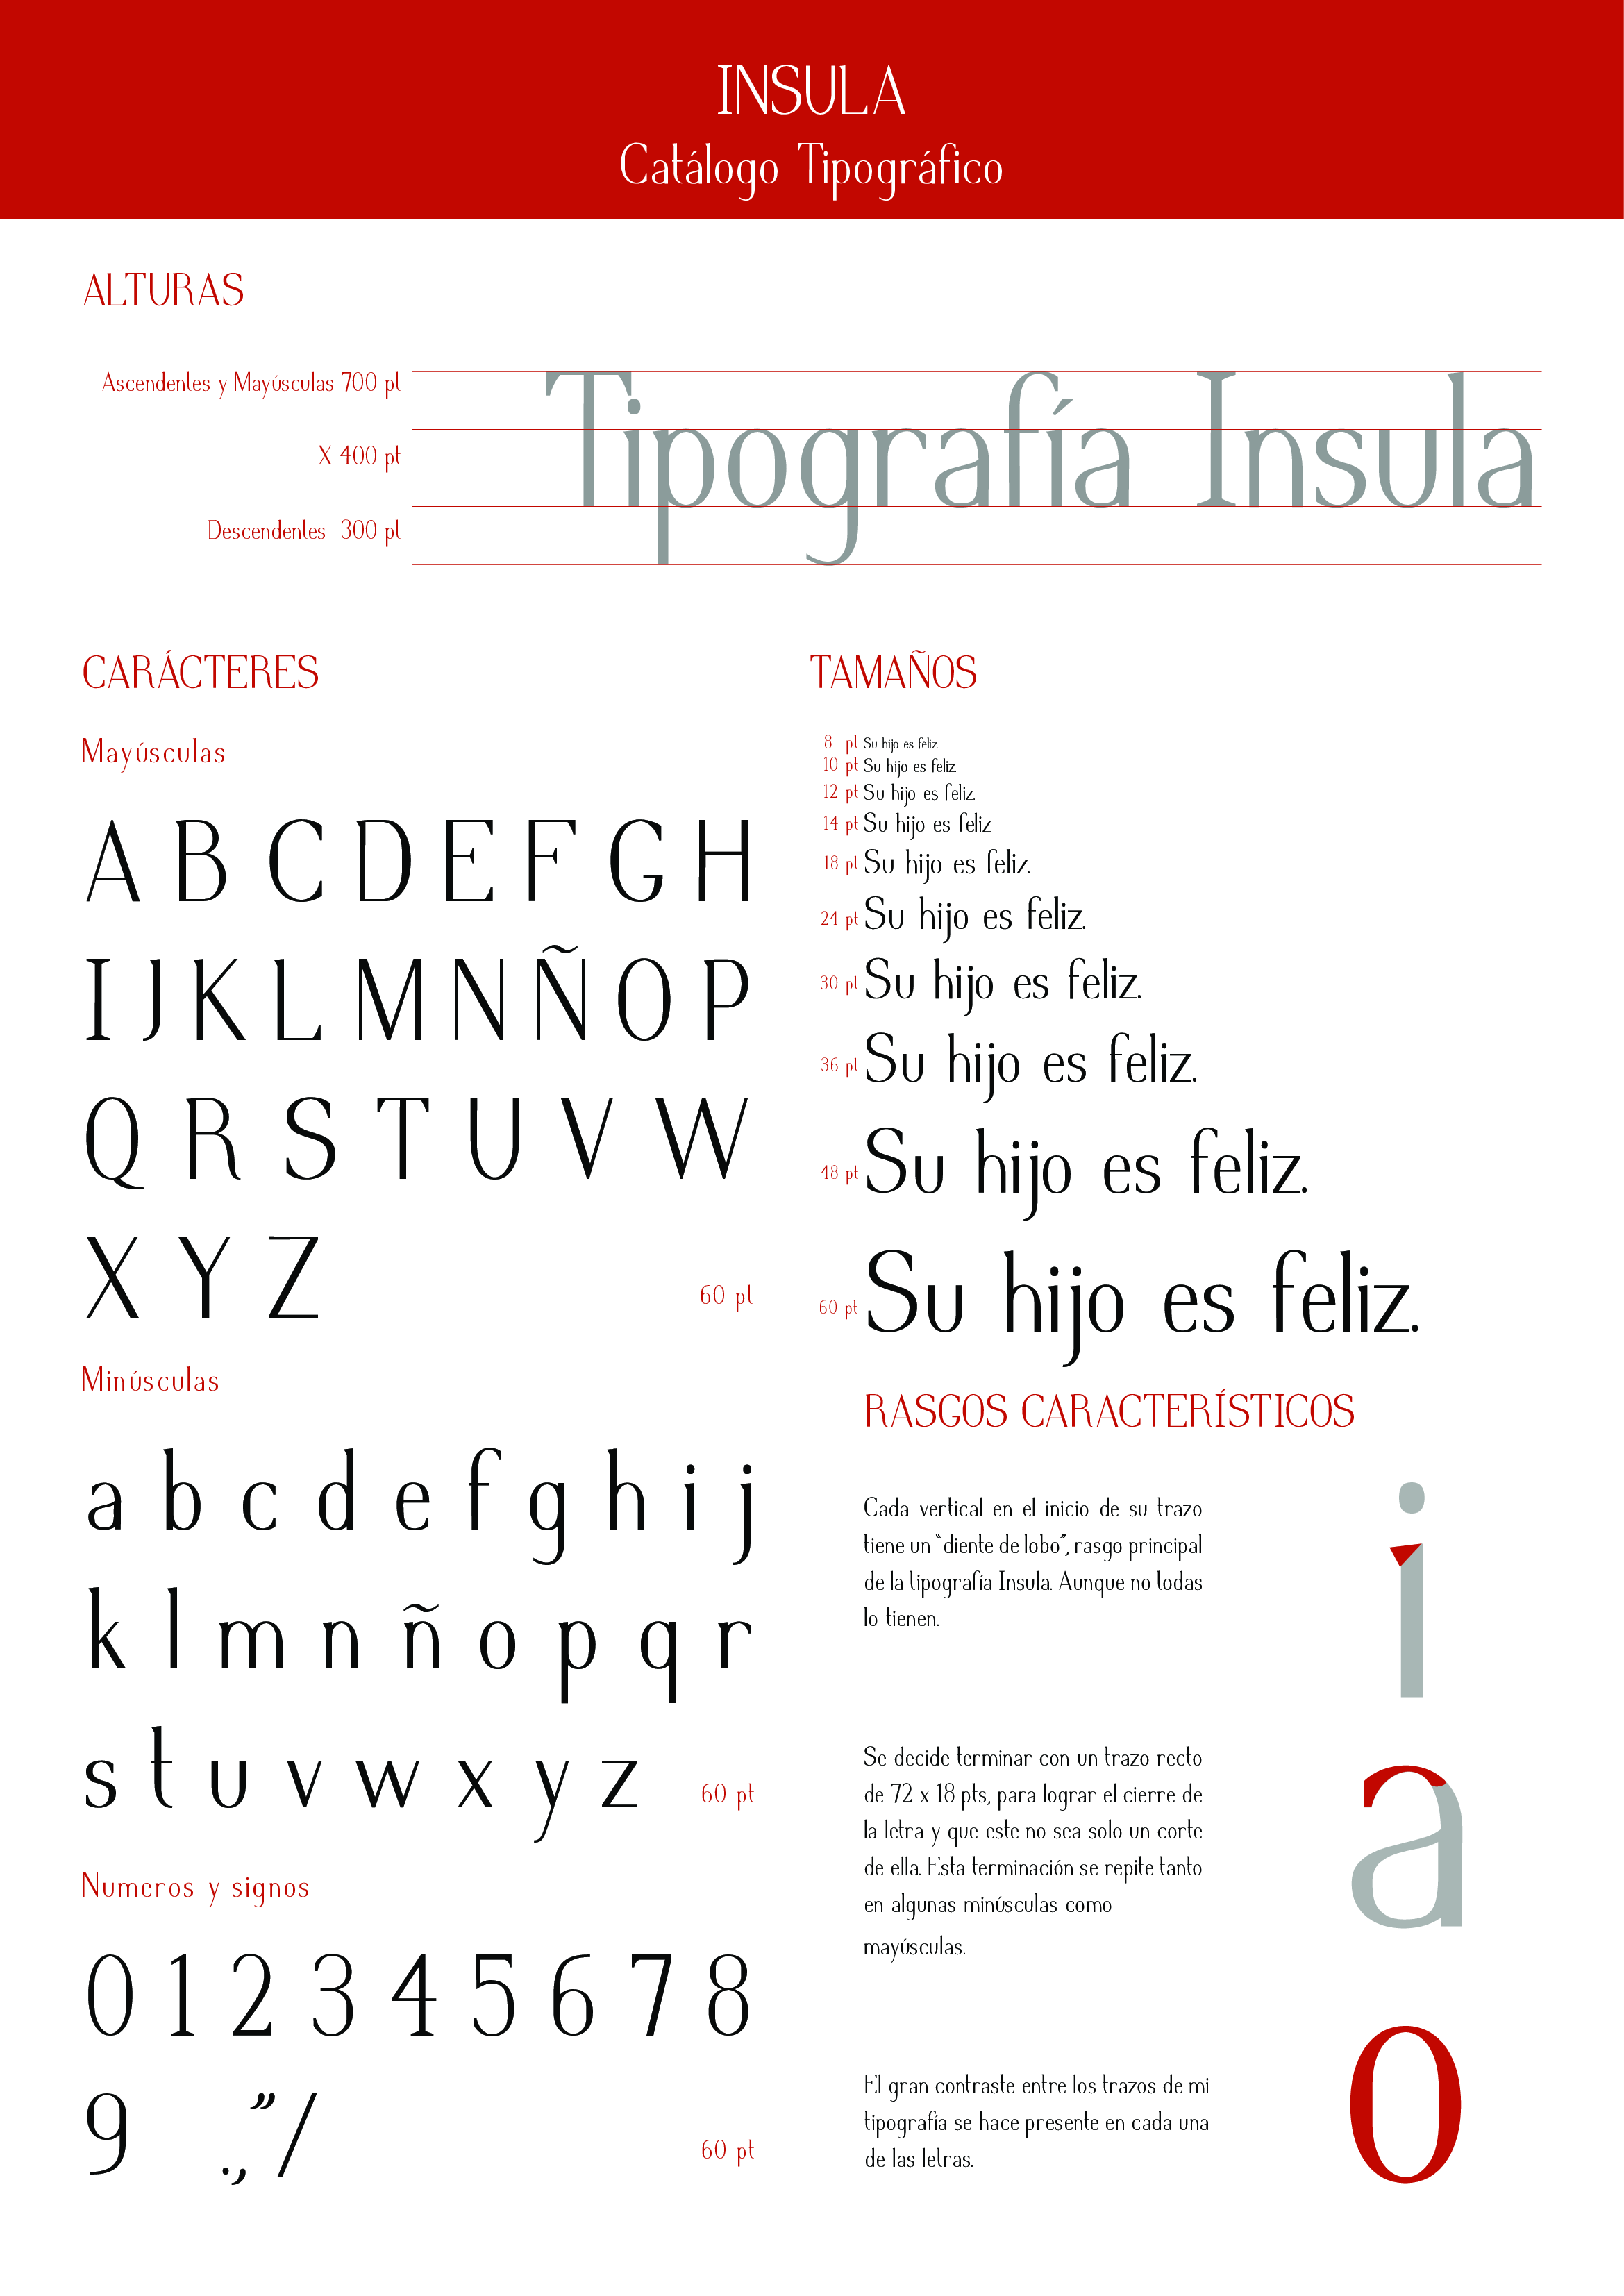 INSULA
Catálogo Tipográfico
ALTURAS
Ascendentes y Mayúsculas 700 pt
X 400 pt
Descendentes 300 pt
Tipografía Insula
CARÁCTERES
Mayúsculas
A B C D E F G H
I J K L M N Ñ O P
Q R S T U V W
X Y Z
60 pt
Minúsculas
a b c d e f g h i j
k l m n ñ o p q r
s t u v w x y z
60 pt
Numeros y signos
0 1 2 3 4 5 6 7 8
9 .,”/
60 pt
TAMAÑOS
8 pt Su hijo es feliz.
10 pt Su hijo es feliz.
12 pt Su hijo es feliz.
14 pt Su hijo es feliz
18 pt Su hijo es feliz.
24 pt Su hijo es feliz.
30 pt Su hijo es feliz.
36 pt Su hijo es feliz.
48 pt Su hijo es feliz.
60 pt Su hijo es feliz.
RASGOS CARACTERÍSTICOS
Cada vertical en el inicio de su trazo
tiene un “diente de lobo”, rasgo principal
de la tipografía Insula. Aunque no todas
lo tienen.
i
Se decide terminar con un trazo recto
de 72 x 18 pts, para lograr el cierre de
la letra y que este no sea solo un corte
de ella. Esta terminación se repite tanto
en algunas minúsculas como
mayúsculas.
a
El gran contraste entre los trazos de mi
tipografía se hace presente en cada una
de las letras.
o